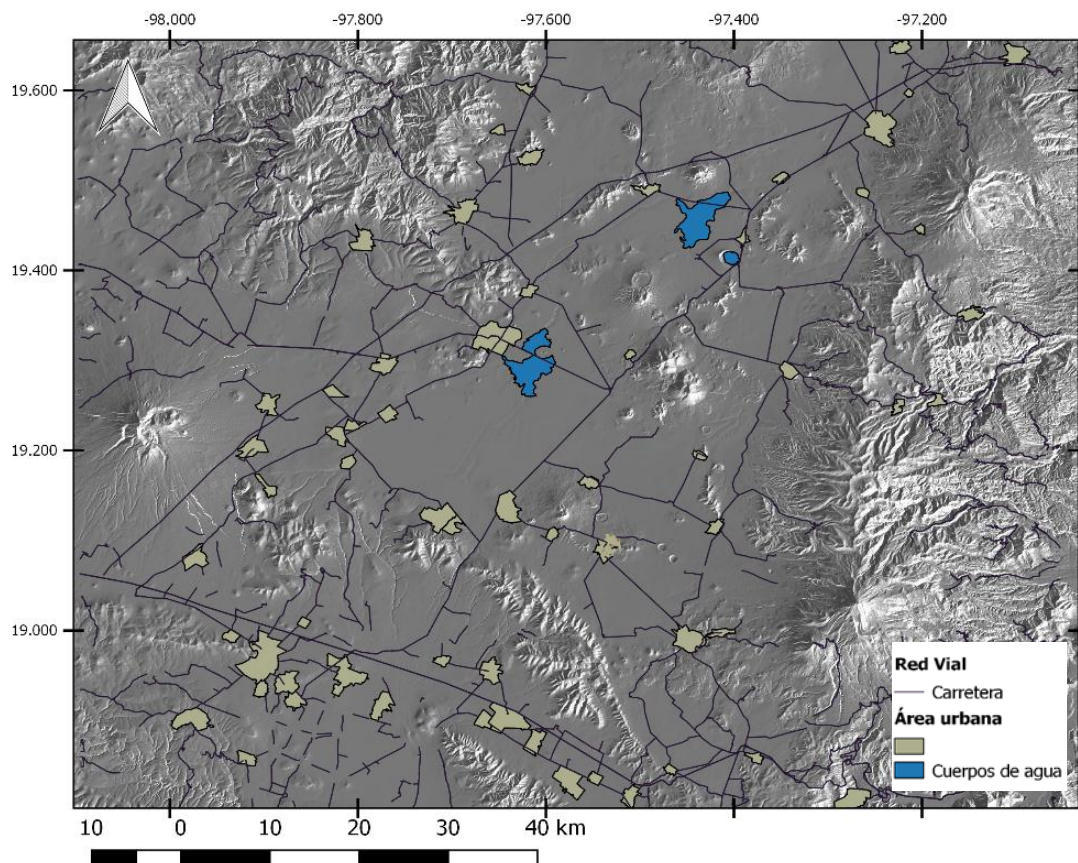 -98.000 -97.800 -97.600 -97.400 -97.200
19.600
19.400
19.200
19.000
Red Vial
Carretera
Área urbana
Cuerpos de agua
10 0 10 20 40 km